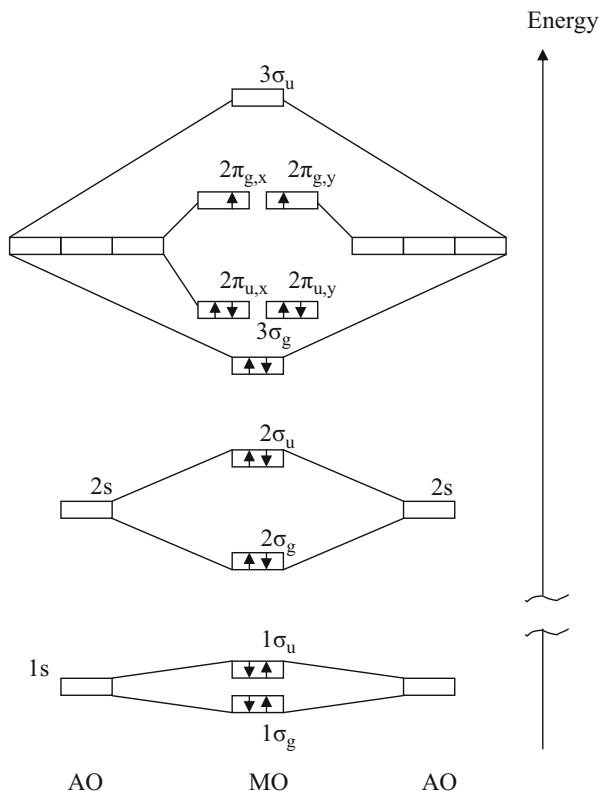 Energy
3σu
2πg,x 2πg,y
2πu,x 2πu,y
3σg
2σu
2s 2s
2σg
1σu
1s
1σg
AO MO AO